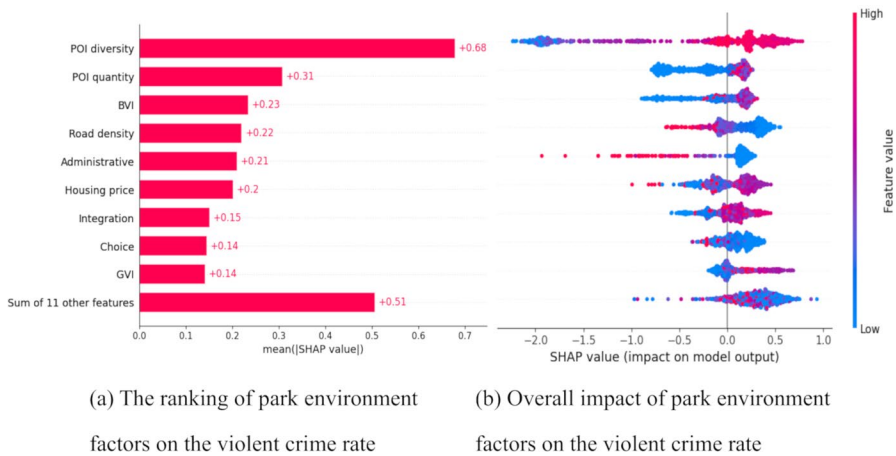 POI diversity
+0.68
POI quantity
+0.31
BVI
+0.23
Road density
+0.22
Administrative
+0.21
Housing price
+0.2
Integration
+0.15
Choice
+0.14
GVI
+0.14
Sum of 11 other features
+0.51
0.0 0.1 0.2 0.3 0.4 0.5 0.6 0.7
mean(|SHAP value|)
High
Feature value
Low
−2.0 −1.5 −1.0 −0.5 0.0 0.5 1.0
SHAP value (impact on model output)
(a) The ranking of park environment
factors on the violent crime rate
(b) Overall impact of park environment
factors on the violent crime rate